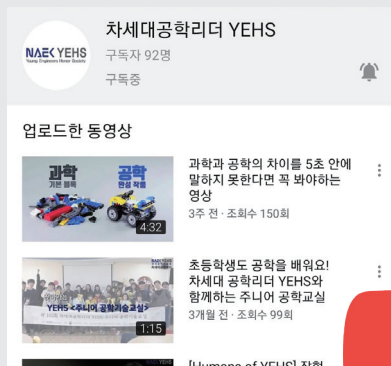 차세대공학리더 YEHS
NAEK YEHS
Young Engineers Honor Society
구독자 92명
구독중
업로드한 동영상
과학
기본 블록
공학
완성 작품
4:32
과학과 공학의 차이를 5초 안에
말하지 못한다면 꼭 봐야하는
영상
3주 전 · 조회수 150회
NAEK YEHS
YEHS <주니어 공학기술교실>
1:15
초등학생도 공학을 배워요!
차세대 공학리더 YEHS와
함께하는 주니어 공학교실
3개월 전 · 조회수 99회
[Humans of YEHS]